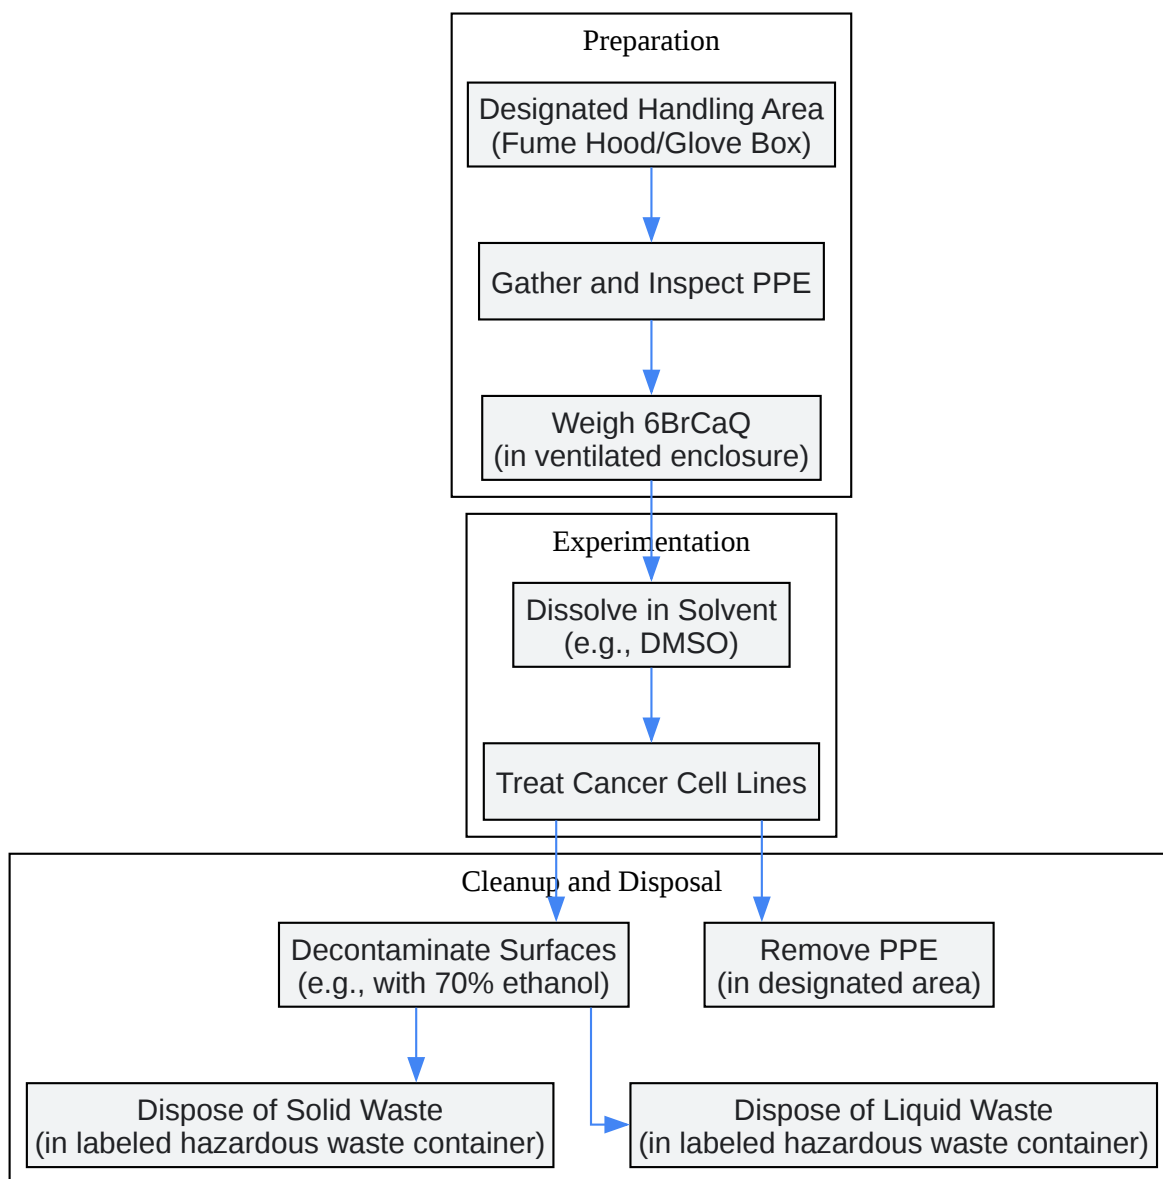 Preparation
Designated Handling Area
(Fume Hood/Glove Box)
Gather and Inspect PPE
Weigh 6BrCaQ
(in ventilated enclosure)
Experimentation
Dissolve in Solvent
(e.g., DMSO)
Treat Cancer Cell Lines
Cleanup and Disposal
Decontaminate Surfaces
(e.g., with 70% ethanol)
Remove PPE
(in designated area)
Dispose of Solid Waste
(in labeled hazardous waste container)
Dispose of Liquid Waste
(in labeled hazardous waste container)